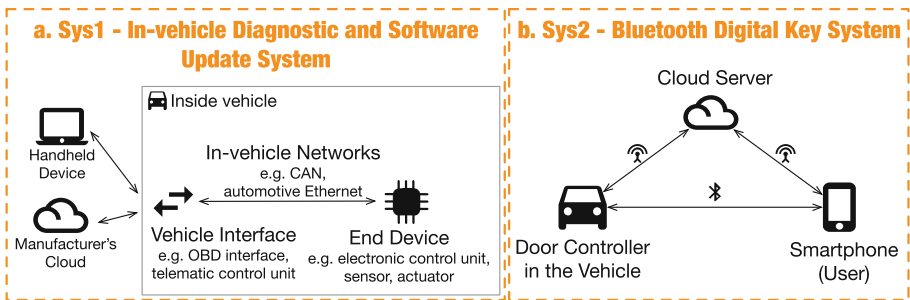 a. Sys1 - In-vehicle Diagnostic and Software
Update System
Inside vehicle
Handheld
Device
Manufacturer's
Cloud
In-vehicle Networks
e.g. CAN,
automotive Ethernet
Vehicle Interface
e.g. OBD interface,
telematic control unit
End Device
e.g. electronic control unit,
sensor, actuator
b. Sys2 - Bluetooth Digital Key System
Cloud Server
Door Controller
in the Vehicle
Smartphone
(User)